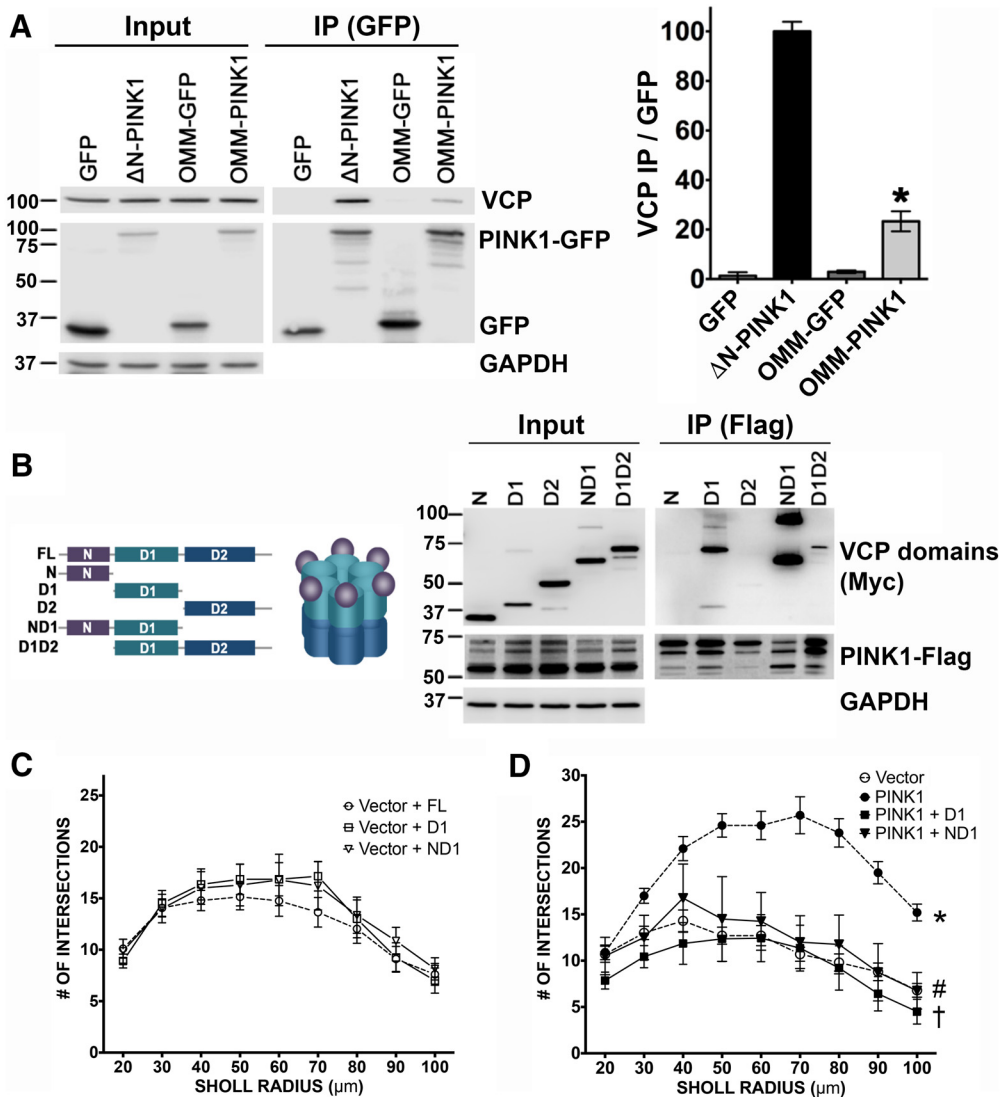 A
Input
IP (GFP)
GFP
ΔN-PINK1
OMM-GFP
OMM-PINK1
GFP
ΔN-PINK1
OMM-GFP
OMM-PINK1
100
VCP
100
75
50
37
PINK1-GFP
GFP
37
GAPDH
VCP IP / GFP
100
80
60
40
20
0
*
GFP
ΔN-PINK1
OMM-GFP
OMM-PINK1
B
FL N D1 D2
N N
D1 D1
D2 D2
ND1 N D1
D1D2 D1 D2
Input
IP (Flag)
N
D1
D2
ND1
D1D2
N
D1
D2
ND1
D1D2
100
75
50
37
VCP domains
(Myc)
75
50
PINK1-Flag
37
GAPDH
C
# OF INTERSECTIONS
25
20
15
10
5
0
Vector + FL
Vector + D1
Vector + ND1
20 30 40 50 60 70 80 90 100
SHOLL RADIUS (µm)
D
# OF INTERSECTIONS
30
25
20
15
10
5
0
Vector
PINK1
PINK1 + D1
PINK1 + ND1
*
#
†
20 30 40 50 60 70 80 90 100
SHOLL RADIUS (µm)